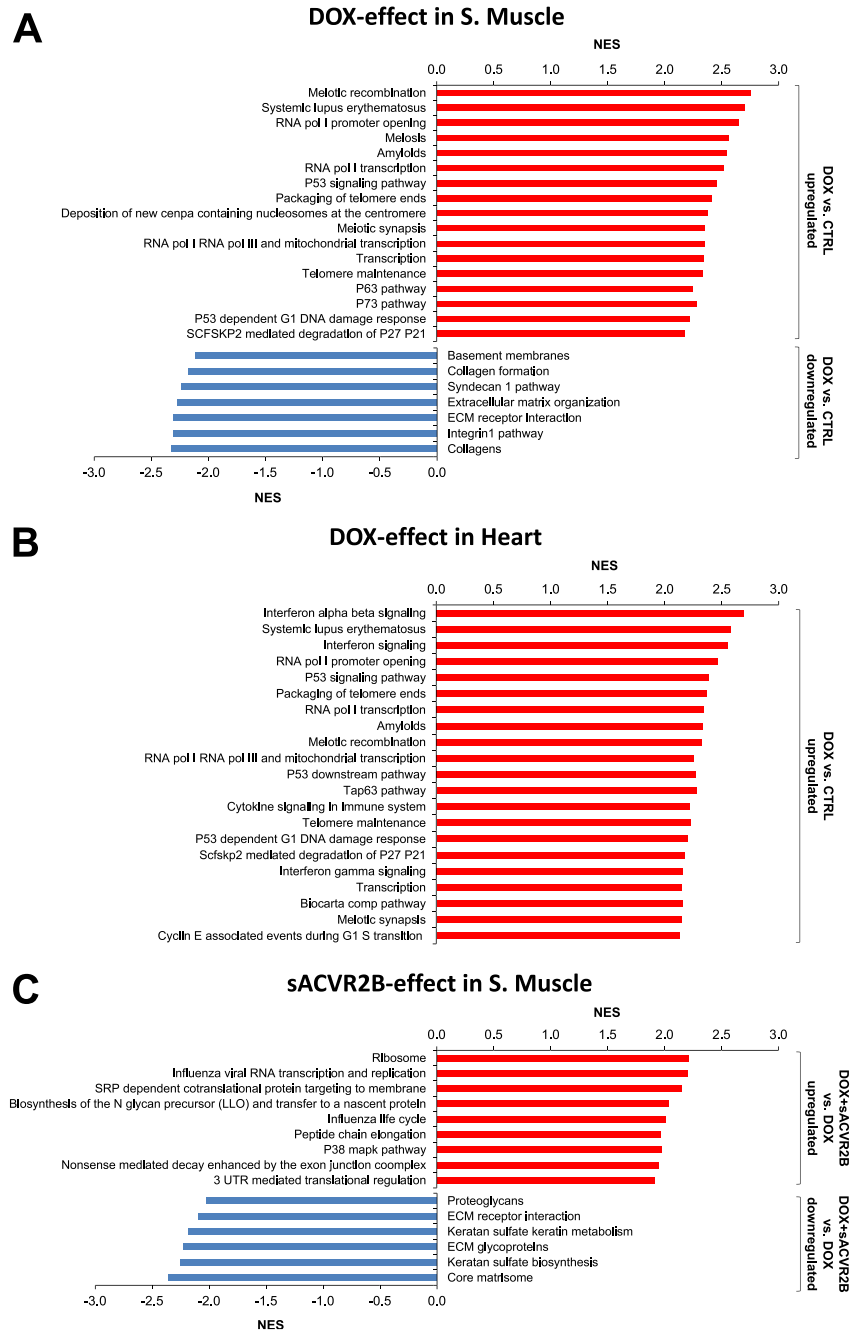 A
DOX-effect in S. Muscle
NES
0.0 0.5 1.0 1.5 2.0 2.5 3.0
Meiotic recombination
Systemic lupus erythematosus
RNA pol I promoter opening
Meiosis
Amyloids
RNA pol I transcription
P53 signaling pathway
Packaging of telomere ends
Deposition of new cenpa containing nucleosomes at the centromere
Meiotic synapsis
RNA pol I RNA pol III and mitochondrial transcription
Transcription
Telomere maintenance
P63 pathway
P73 pathway
P53 dependent G1 DNA damage response
SCFSKP2 mediated degradation of P27 P21
DOX vs. CTRL
upregulated
Basement membranes
Collagen formation
Syndecan 1 pathway
Extracellular matrix organization
ECM receptor interaction
Integrin1 pathway
Collagens
DOX vs. CTRL
downregulated
-3.0 -2.5 -2.0 -1.5 -1.0 -0.5 0.0
NES
B
DOX-effect in Heart
NES
0.0 0.5 1.0 1.5 2.0 2.5 3.0
Interferon alpha beta signaling
Systemic lupus erythematosus
Interferon signaling
RNA pol I promoter opening
P53 signaling pathway
Packaging of telomere ends
RNA pol I transcription
Amyloids
Meiotic recombination
RNA pol I RNA pol III and mitochondrial transcription
P53 downstream pathway
Tap63 pathway
Cytokine signaling in immune system
Telomere maintenance
P53 dependent G1 DNA damage response
Scfskp2 mediated degradation of P27 P21
Interferon gamma signaling
Transcription
Biocarta comp pathway
Meiotic synapsis
Cyclin E associated events during G1 S transition
DOX vs. CTRL
upregulated
C
sACVR2B-effect in S. Muscle
NES
0.0 0.5 1.0 1.5 2.0 2.5 3.0
Ribosome
Influenza viral RNA transcription and replication
SRP dependent cotranslational protein targeting to membrane
Biosynthesis of the N glycan precursor (LLO) and transfer to a nascent protein
Influenza life cycle
Peptide chain elongation
P38 mapk pathway
Nonsense mediated decay enhanced by the exon junction coomplex
3 UTR mediated translational regulation
DOX+sACVR2B
vs. DOX
upregulated
Proteoglycans
ECM receptor interaction
Keratan sulfate keratin metabolism
ECM glycoproteins
Keratan sulfate biosynthesis
Core matrisome
DOX+sACVR2B
vs. DOX
downregulated
-3.0 -2.5 -2.0 -1.5 -1.0 -0.5 0.0
NES